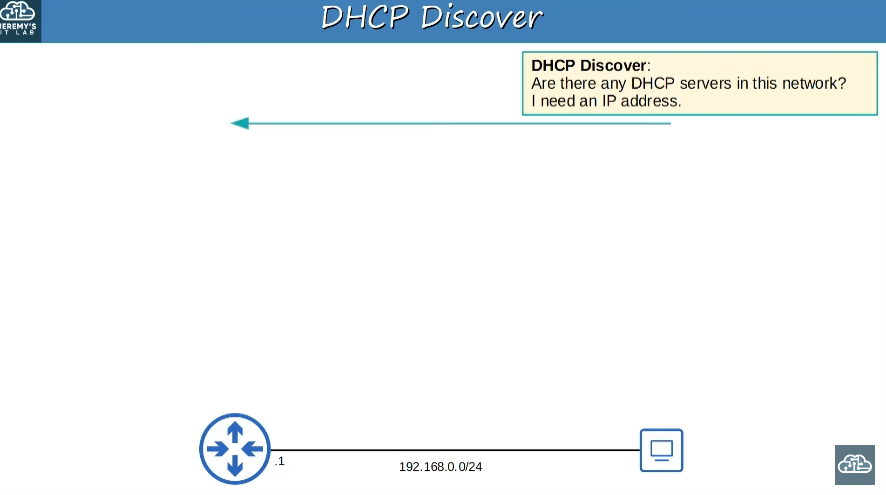 JEREMY'S
IT LAB
DHCP Discover
DHCP Discover:
Are there any DHCP servers in this network?
I need an IP address.
.1
192.168.0.0/24